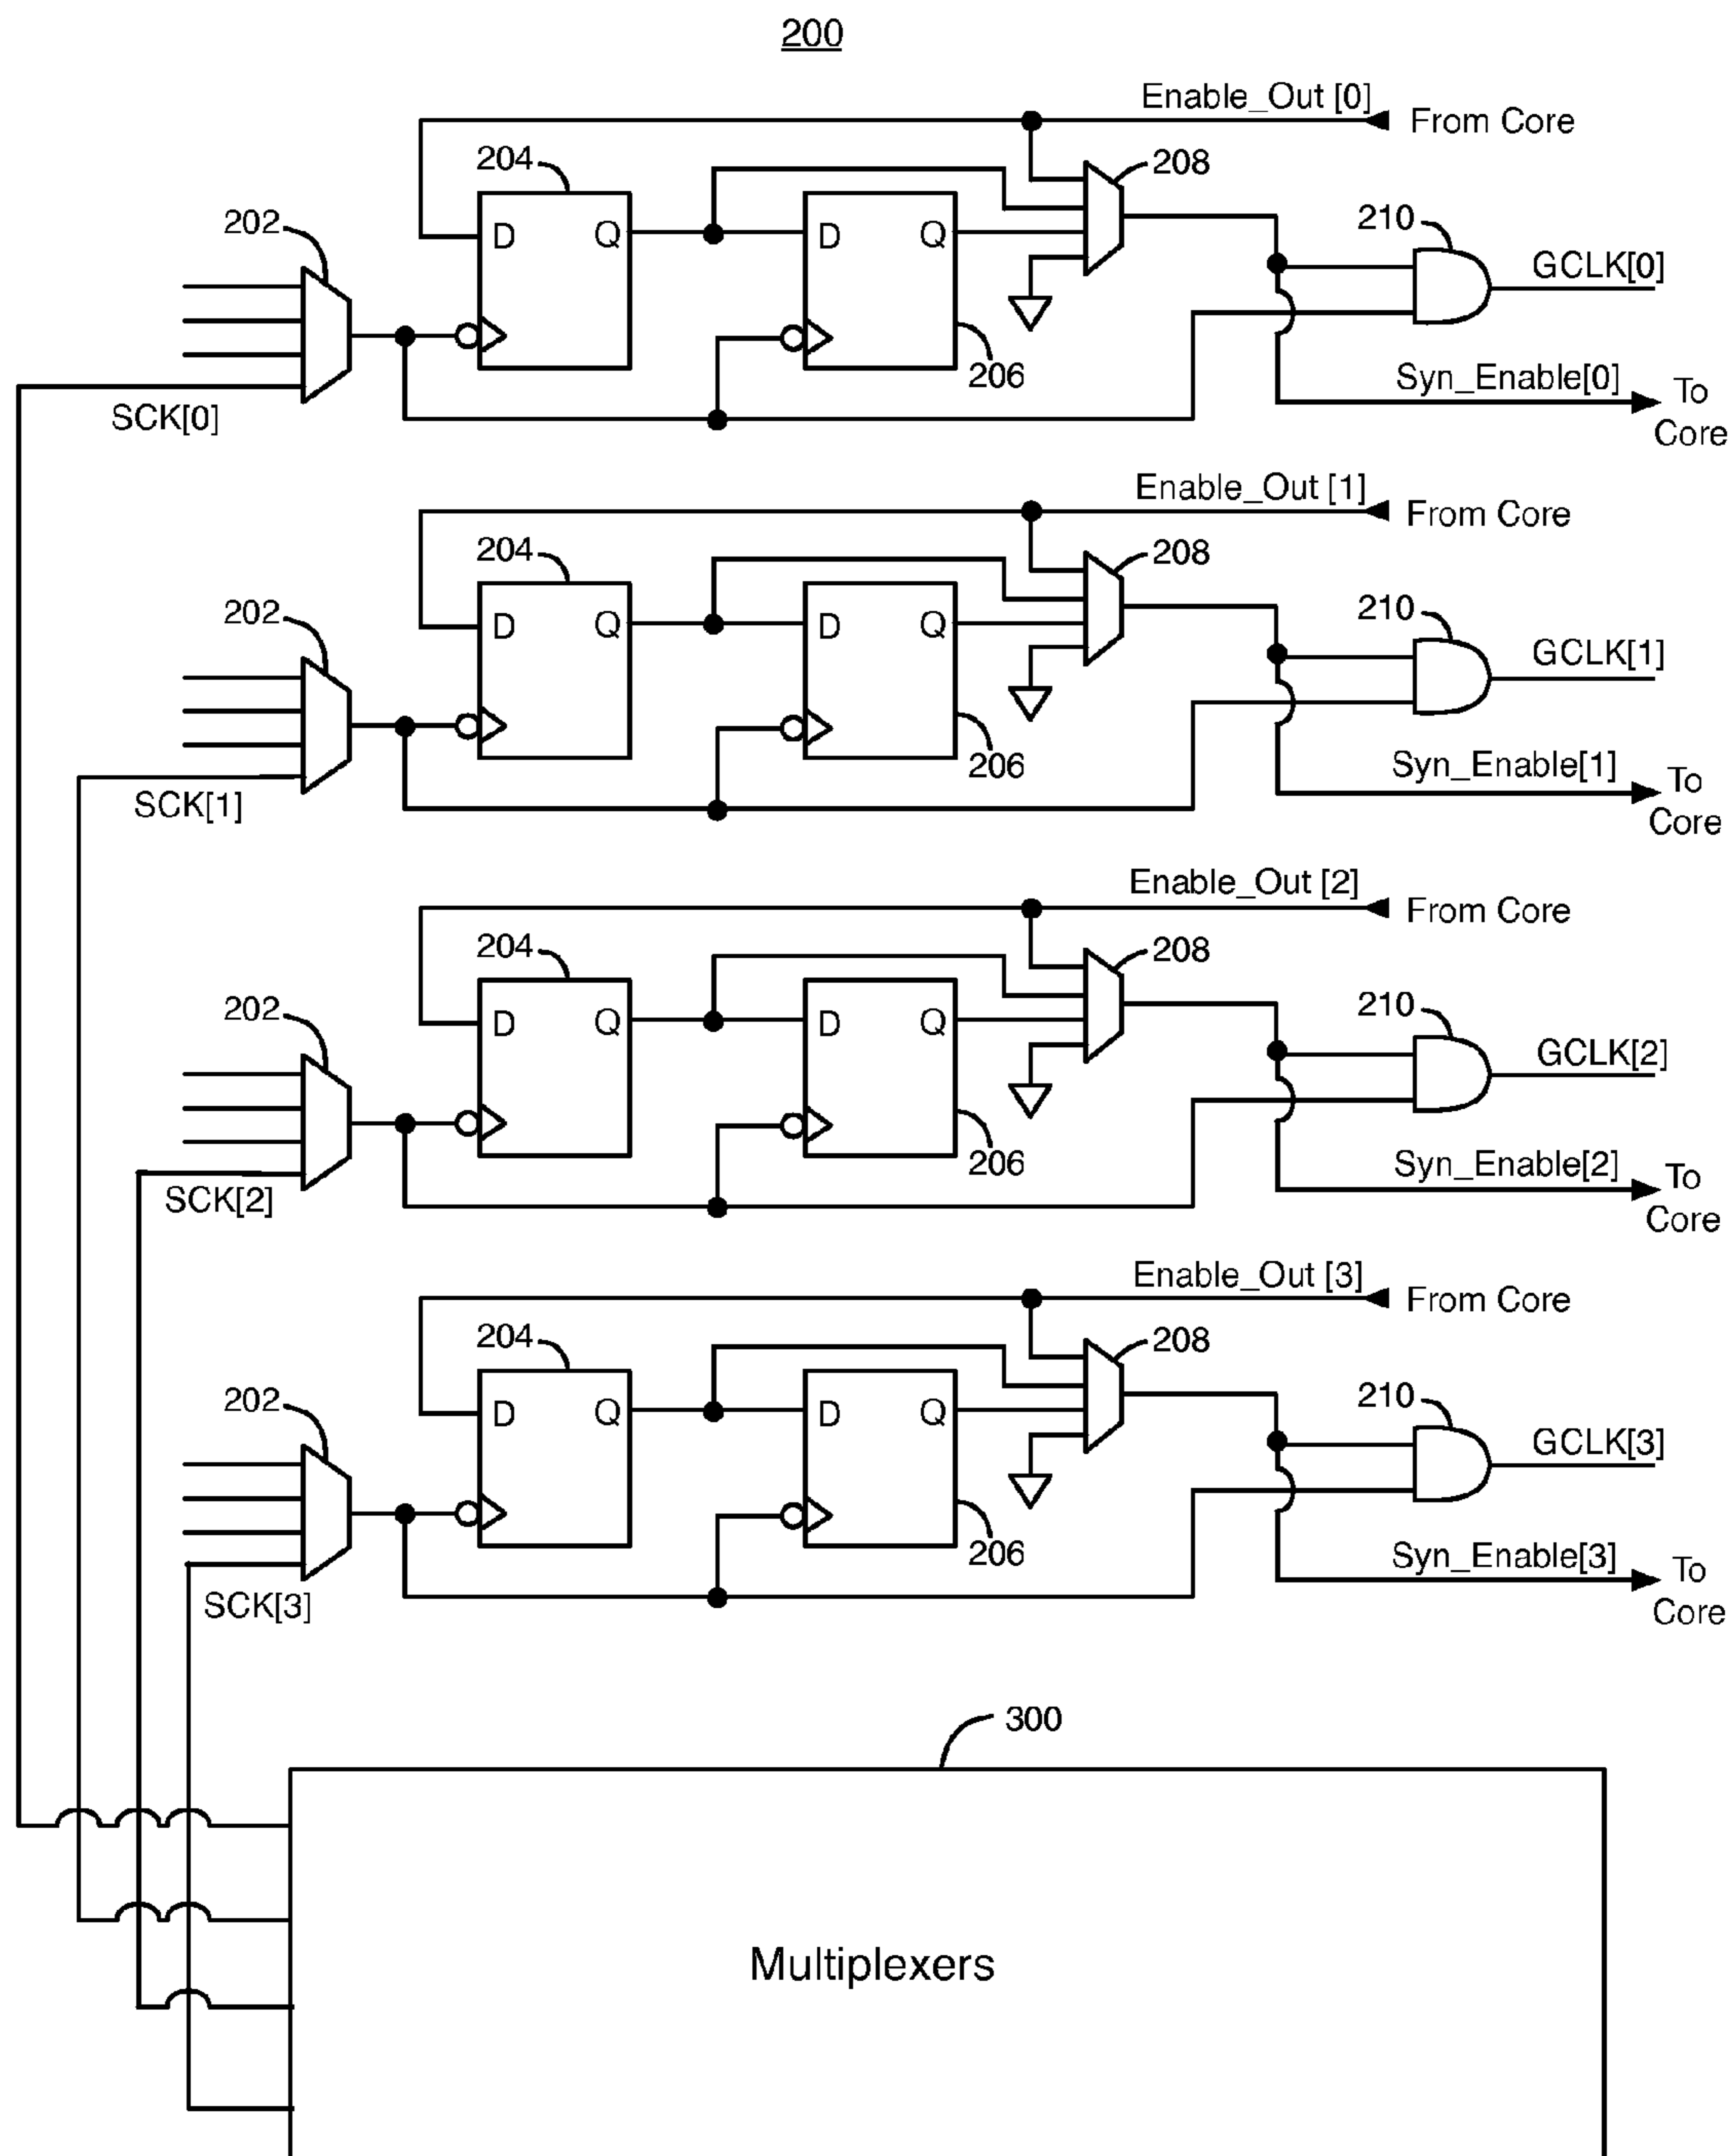 200
Enable_Out [0]
From Core
204
208
202
210
D
Q
D
Q
GCLK[0]
206
Syn_Enable[0]
To
Core
SCK[0]
Enable_Out [1]
From Core
204
208
202
210
D
Q
D
Q
GCLK[1]
206
Syn_Enable[1]
To
Core
SCK[1]
Enable_Out [2]
From Core
204
208
202
210
D
Q
D
Q
GCLK[2]
206
Syn_Enable[2]
To
Core
SCK[2]
Enable_Out [3]
From Core
204
208
202
210
D
Q
D
Q
GCLK[3]
206
Syn_Enable[3]
To
Core
SCK[3]
300
Multiplexers